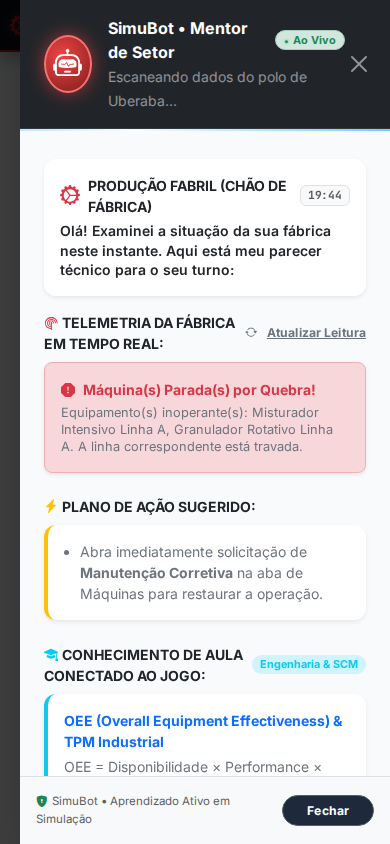 SimuBot • Mentor
de Setor
• Ao Vivo
Escaneando dados do polo de
Uberaba...
PRODUÇÃO FABRIL (CHÃO DE
FÁBRICA)
19:44
Olá! Examinei a situação da sua fábrica
neste instante. Aqui está meu parecer
técnico para o seu turno:
TELEMETRIA DA FÁBRICA
EM TEMPO REAL:
Atualizar Leitura
Máquina(s) Parada(s) por Quebra!
Equipamento(s) inoperante(s): Misturador
Intensivo Linha A, Granulador Rotativo Linha
A. A linha correspondente está travada.
PLANO DE AÇÃO SUGERIDO:
• Abra imediatamente solicitação de
Manutenção Corretiva na aba de
Máquinas para restaurar a operação.
CONHECIMENTO DE AULA
CONECTADO AO JOGO:
Engenharia & SCM
OEE (Overall Equipment Effectiveness) &
TPM Industrial
OEE = Disponibilidade × Performance ×
SimuBot • Aprendizado Ativo em
Simulação
Fechar